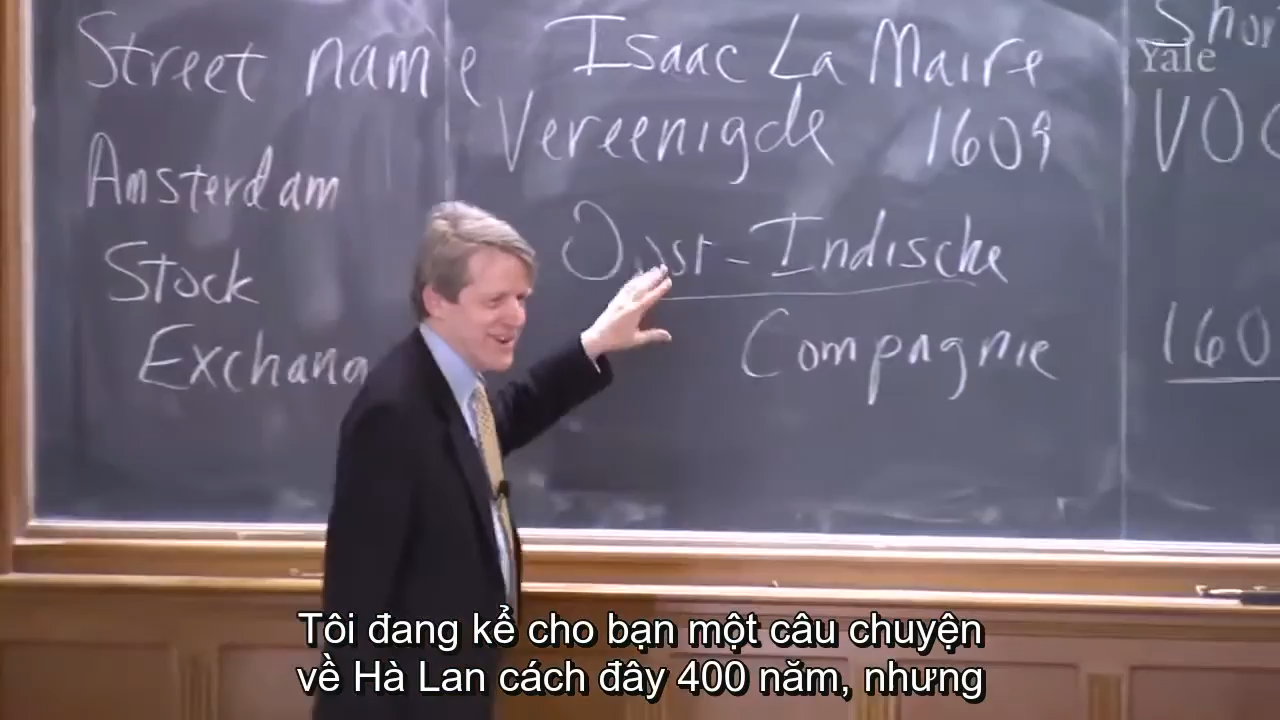 Street name
Amsterdam
Stock
Exchang
Isaac La Maire
Vereenigde 1609
Oost-Indische
Compagnie
Shor
Yale
VOC
160
Tôi đang kể cho bạn một câu chuyện
về Hà Lan cách đây 400 năm, nhưng